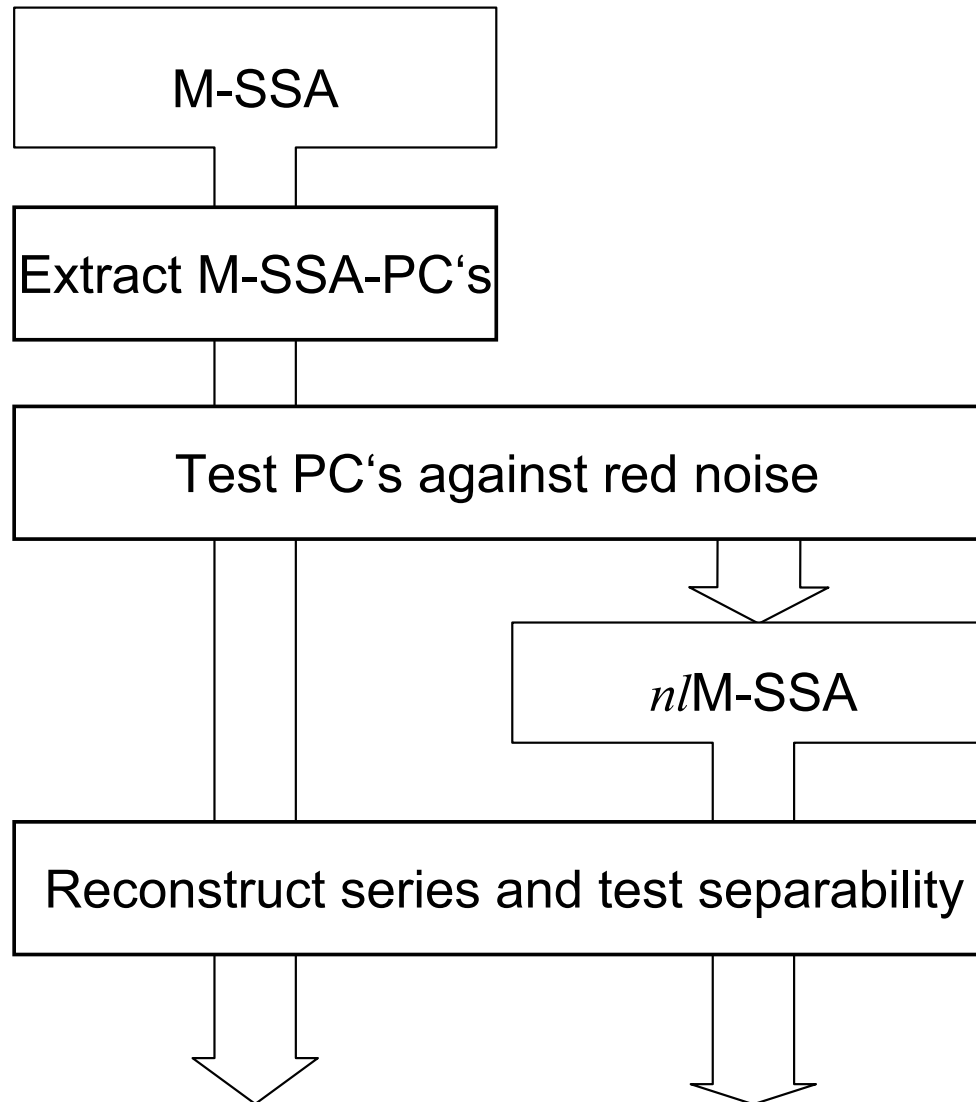 M-SSA
Extract M-SSA-PC‘s
Test PC‘s against red noise
nlM-SSA
Reconstruct series and test separability